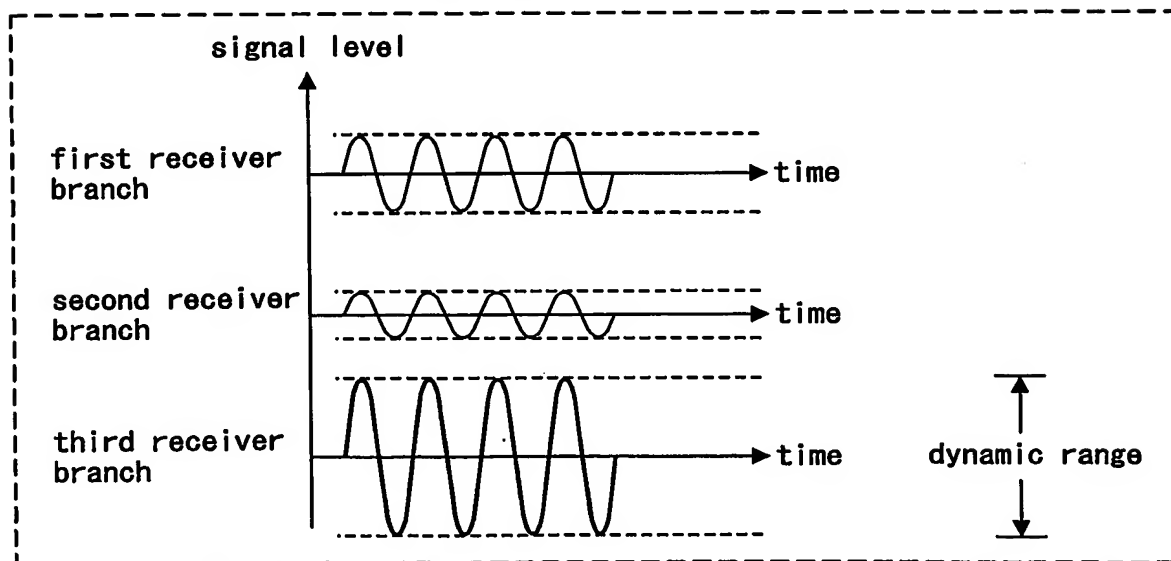 signal level
first receiver
branch
time
second receiver
branch
time
third receiver
branch
time
dynamic range